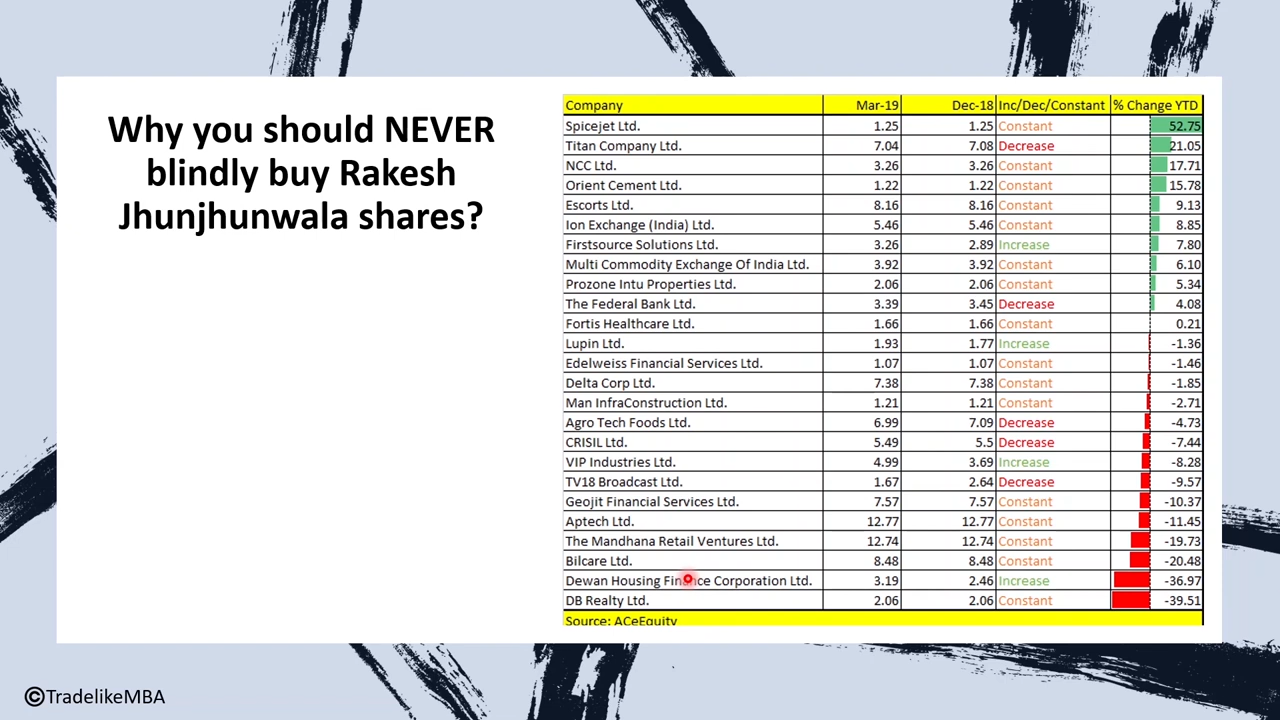 Why you should NEVER
blindly buy Rakesh
Jhunjhunwala shares?
Company Mar-19 Dec-18 Inc/Dec/Constant % Change YTD
Spicejet Ltd. 1.25 1.25 Constant 52.75
Titan Company Ltd. 7.04 7.08 Decrease 21.05
NCC Ltd. 3.26 3.26 Constant 17.71
Orient Cement Ltd. 1.22 1.22 Constant 15.78
Escorts Ltd. 8.16 8.16 Constant 9.13
Ion Exchange (India) Ltd. 5.46 5.46 Constant 8.85
Firstsource Solutions Ltd. 3.26 2.89 Increase 7.80
Multi Commodity Exchange Of India Ltd. 3.92 3.92 Constant 6.10
Prozone Intu Properties Ltd. 2.06 2.06 Constant 5.34
The Federal Bank Ltd. 3.39 3.45 Decrease 4.08
Fortis Healthcare Ltd. 1.66 1.66 Constant 0.21
Lupin Ltd. 1.93 1.77 Increase -1.36
Edelweiss Financial Services Ltd. 1.07 1.07 Constant -1.46
Delta Corp Ltd. 7.38 7.38 Constant -1.85
Man InfraConstruction Ltd. 1.21 1.21 Constant -2.71
Agro Tech Foods Ltd. 6.99 7.09 Decrease -4.73
CRISIL Ltd. 5.49 5.5 Decrease -7.44
VIP Industries Ltd. 4.99 3.69 Increase -8.28
TV18 Broadcast Ltd. 1.67 2.64 Decrease -9.57
Geojit Financial Services Ltd. 7.57 7.57 Constant -10.37
Aptech Ltd. 12.77 12.77 Constant -11.45
The Mandhana Retail Ventures Ltd. 12.74 12.74 Constant -19.73
Bilcare Ltd. 8.48 8.48 Constant -20.48
Dewan Housing Finance Corporation Ltd. 3.19 2.46 Increase -36.97
DB Realty Ltd. 2.06 2.06 Constant -39.51
Source: ACeEquity
©TradelikeMBA